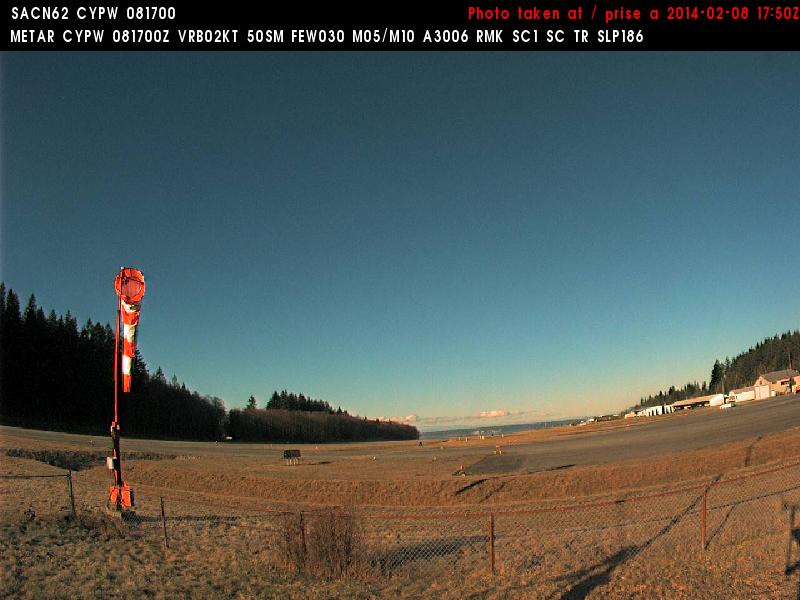 SACN62 CYPW 081700
Photo taken at / prise a 2014-02-08 17:50Z
METAR CYPW 081700Z VRB02KT 50SM FEW030 M05/M10 A3006 RMK SC1 SC TR SLP186